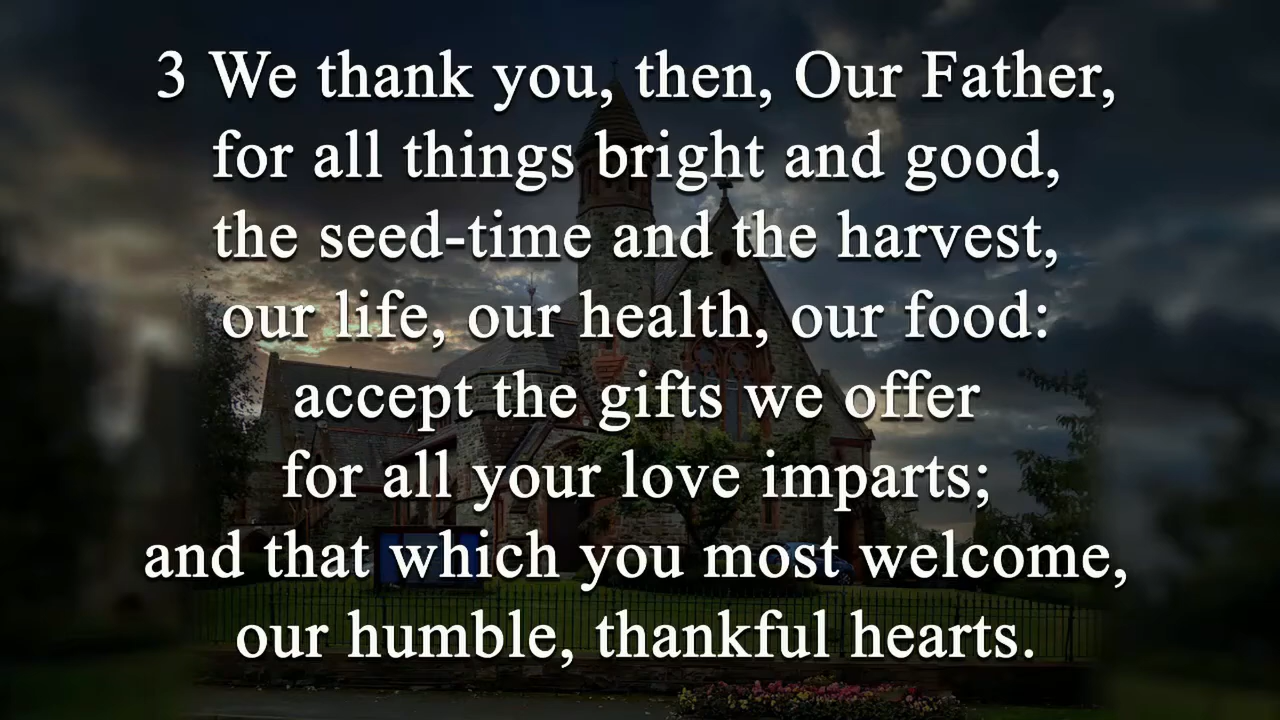 3 We thank you, then, Our Father,
for all things bright and good,
the seed-time and the harvest,
our life, our health, our food:
accept the gifts we offer
for all your love imparts;
and that which you most welcome,
our humble, thankful hearts.